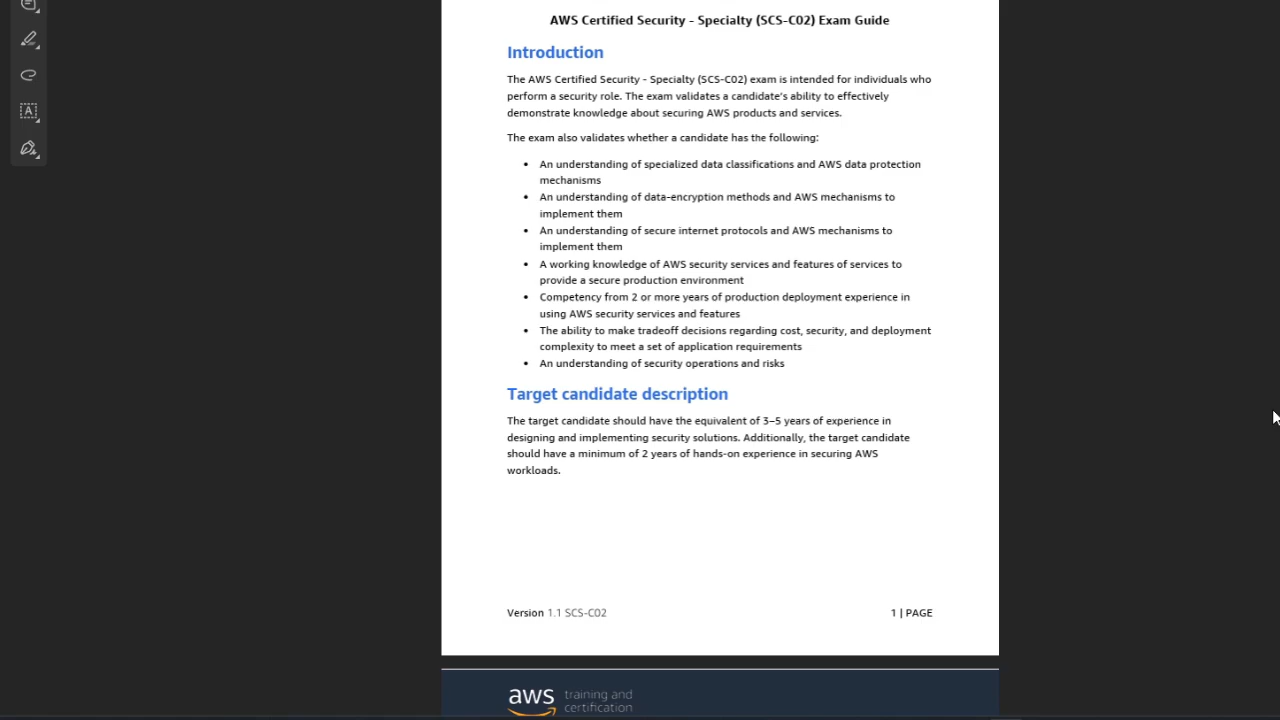 AWS Certified Security - Specialty (SCS-C02) Exam Guide
Introduction
The AWS Certified Security - Specialty (SCS-C02) exam is intended for individuals who
perform a security role. The exam validates a candidate's ability to effectively
demonstrate knowledge about securing AWS products and services.
The exam also validates whether a candidate has the following:
• An understanding of specialized data classifications and AWS data protection
mechanisms
• An understanding of data-encryption methods and AWS mechanisms to
implement them
• An understanding of secure internet protocols and AWS mechanisms to
implement them
• A working knowledge of AWS security services and features of services to
provide a secure production environment
• Competency from 2 or more years of production deployment experience in
using AWS security services and features
• The ability to make tradeoff decisions regarding cost, security, and deployment
complexity to meet a set of application requirements
• An understanding of security operations and risks
Target candidate description
The target candidate should have the equivalent of 3–5 years of experience in
designing and implementing security solutions. Additionally, the target candidate
should have a minimum of 2 years of hands-on experience in securing AWS
workloads.
Version 1.1 SCS-C02 1 | PAGE
aws training and
certification